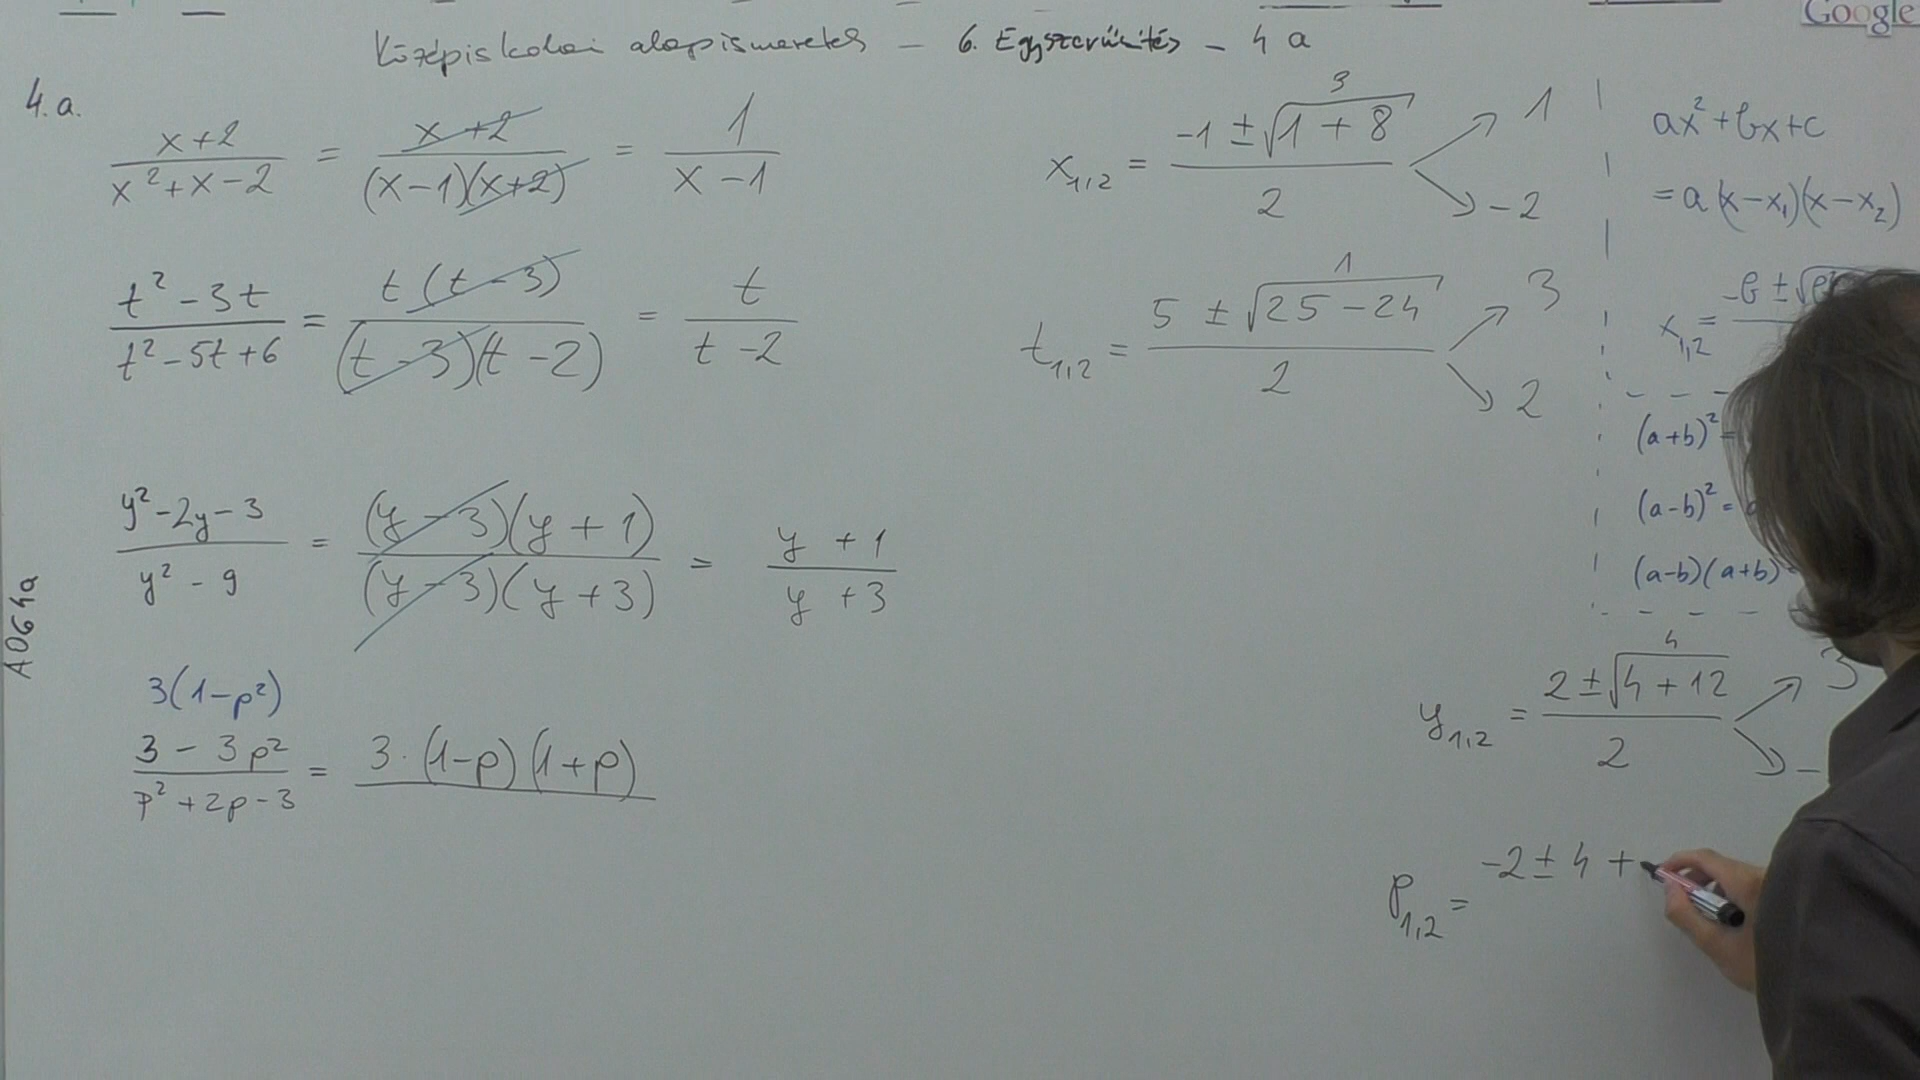 Google
Középiskolai alapismeretek – 6. Egyszerűsítés – 4 a
4.a.
x+2 / x²+x-2 = x+2 / (x-1)(x+2) = 1 / x-1
x₁,₂ = -1 ± √1+8 / 2
3
1
-2
t²-3t / t²-5t+6 = t(t-3) / (t-3)(t-2) = t / t-2
t₁,₂ = 5 ± √25-24 / 2
1
3
2
y²-2y-3 / y²-9 = (y-3)(y+1) / (y-3)(y+3) = y+1 / y+3
3(1-p²)
3-3p² / p²+2p-3 = 3·(1-p)(1+p)
A064a
ax²+bx+c
= a(x-x₁)(x-x₂)
x₁,₂ = -b ± √
(a+b)² =
(a-b)² =
(a-b)(a+b)
y₁,₂ = 2 ± √4+12 / 2
4
3
-
p₁,₂ = -2 ± 4 +